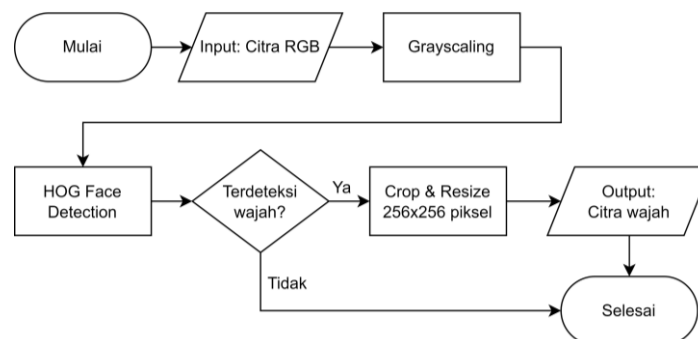 Mulai
Input: Citra RGB
Grayscaling
HOG Face
Detection
Terdeteksi
wajah?
Ya
Crop & Resize
256x256 piksel
Output:
Citra wajah
Tidak
Selesai